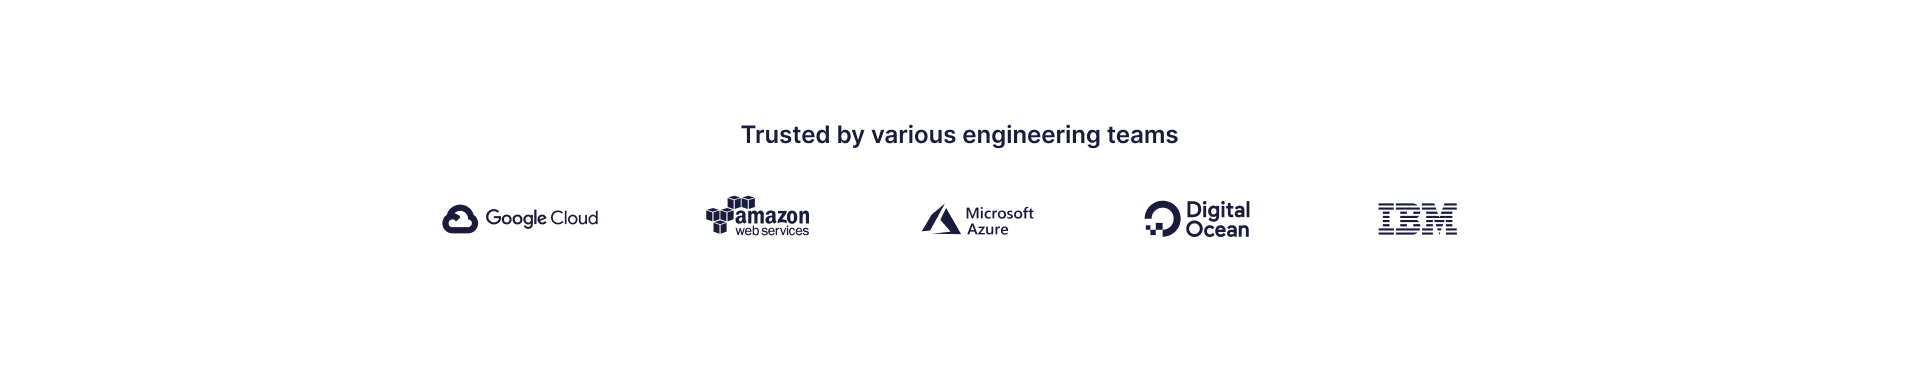 Trusted by various engineering teams
Google Cloud
amazon
web services
Microsoft
Azure
Digital
Ocean
IBM